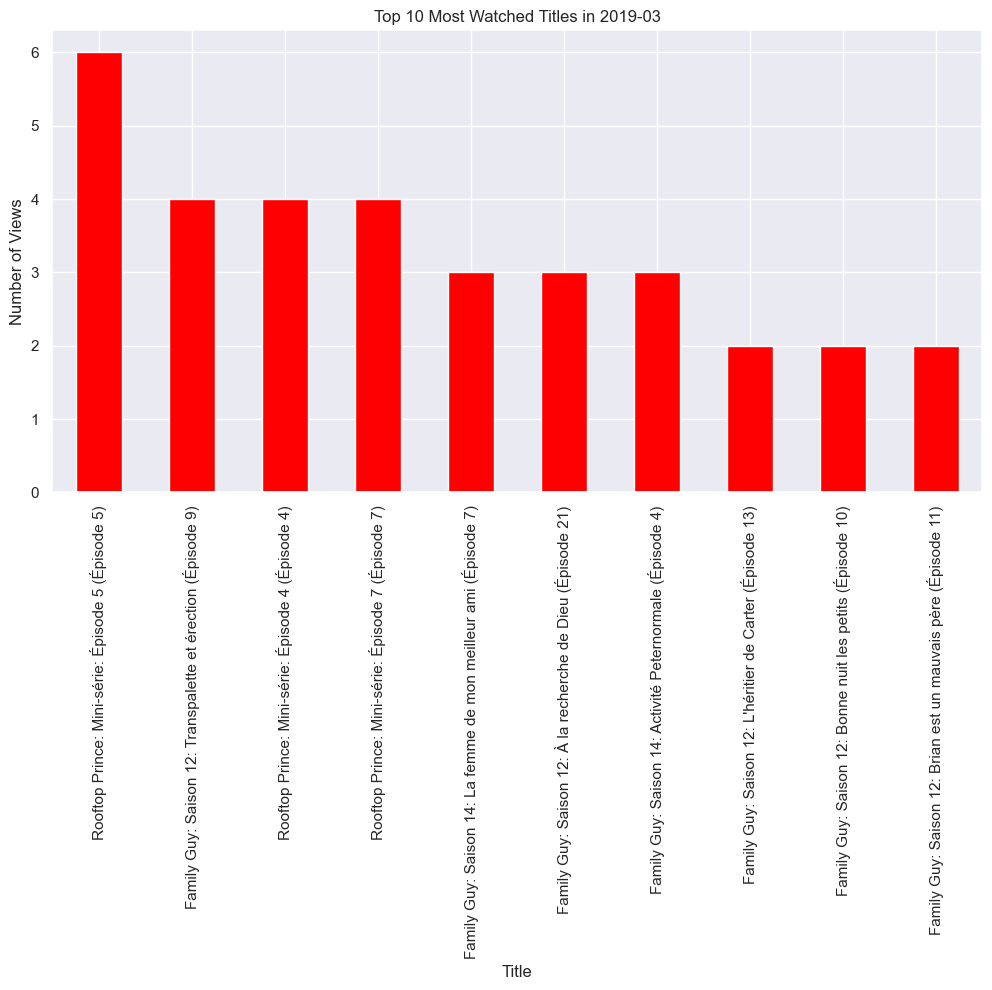 Top 10 Most Watched Titles in 2019-03
Number of Views
6
5
4
3
2
1
0
Rooftop Prince: Mini-série: Épisode 5 (Épisode 5)
Family Guy: Saison 12: Transpalette et érection (Épisode 9)
Rooftop Prince: Mini-série: Épisode 4 (Épisode 4)
Rooftop Prince: Mini-série: Épisode 7 (Épisode 7)
Family Guy: Saison 14: La femme de mon meilleur ami (Épisode 7)
Family Guy: Saison 12: À la recherche de Dieu (Épisode 21)
Family Guy: Saison 14: Activité Peternormale (Épisode 4)
Family Guy: Saison 12: L'héritier de Carter (Épisode 13)
Family Guy: Saison 12: Bonne nuit les petits (Épisode 10)
Family Guy: Saison 12: Brian est un mauvais père (Épisode 11)
Title